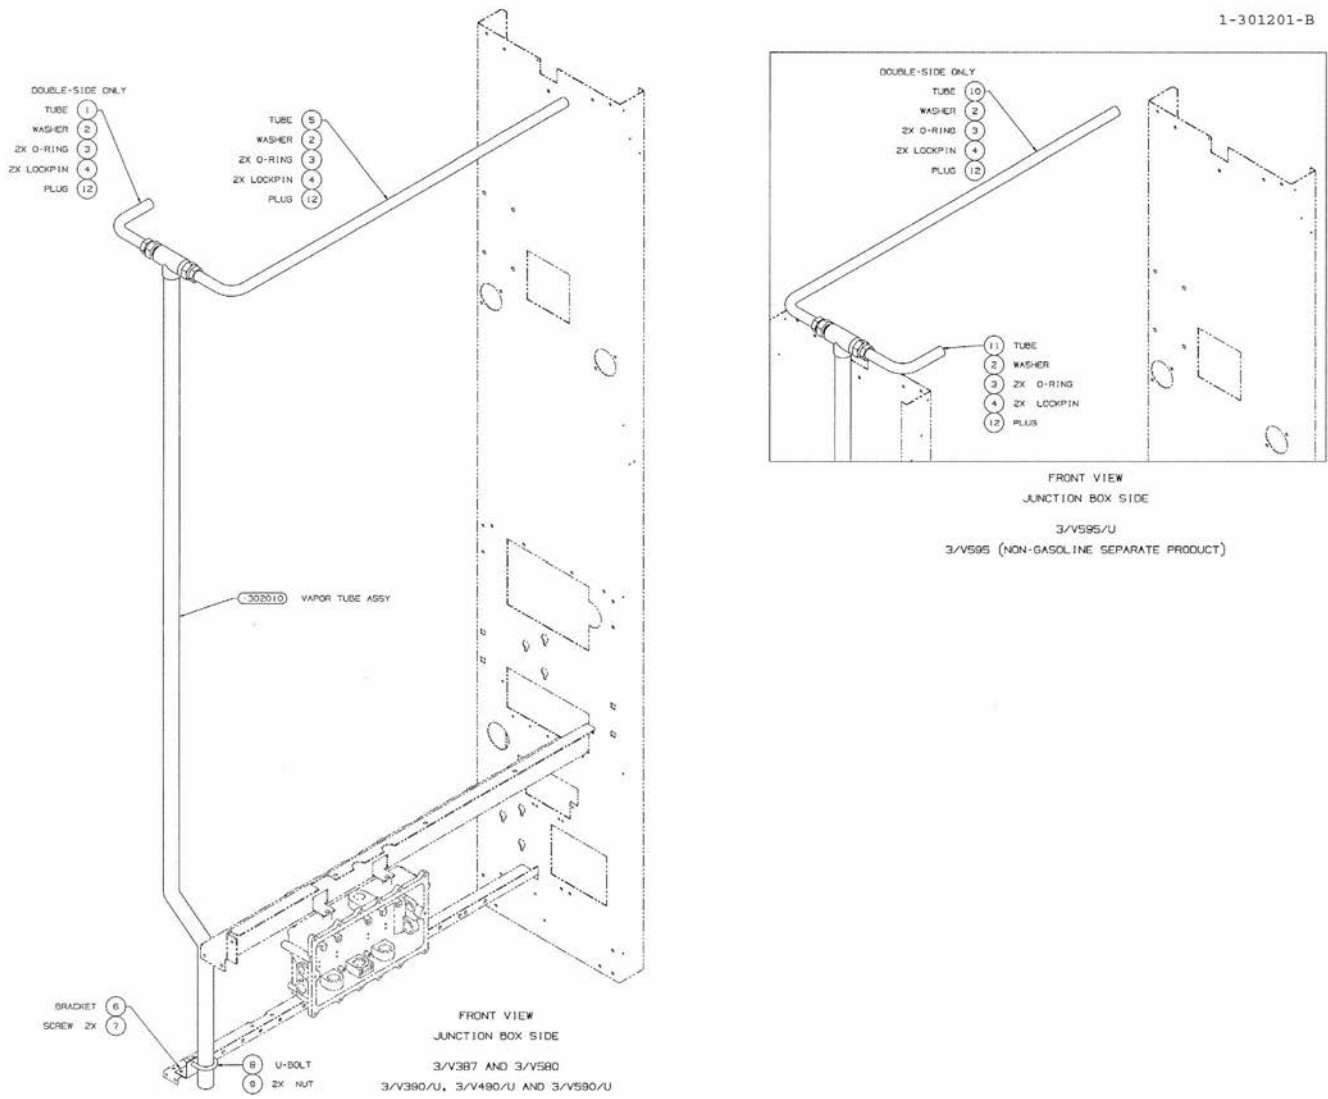 1-301201-B
DOUBLE-SIDE ONLY
TUBE 1
WASHER 2
2X O-RING 3
2X LOCKPIN 4
PLUG 12
TUBE 5
WASHER 2
2X O-RING 3
2X LOCKPIN 4
PLUG 12
-302010 VAPOR TUBE ASSY
BRACKET 6
SCREW 2X 7
8 U-BOLT
9 2X NUT
FRONT VIEW
JUNCTION BOX SIDE
3/V387 AND 3/V580
3/V390/U, 3/V490/U AND 3/V590/U
DOUBLE-SIDE ONLY
TUBE 10
WASHER 2
2X O-RING 3
2X LOCKPIN 4
PLUG 12
11 TUBE
2 WASHER
3 2X O-RING
4 2X LOCKPIN
12 PLUG
FRONT VIEW
JUNCTION BOX SIDE
3/V595/U
3/V595 (NON-GASOLINE SEPARATE PRODUCT)